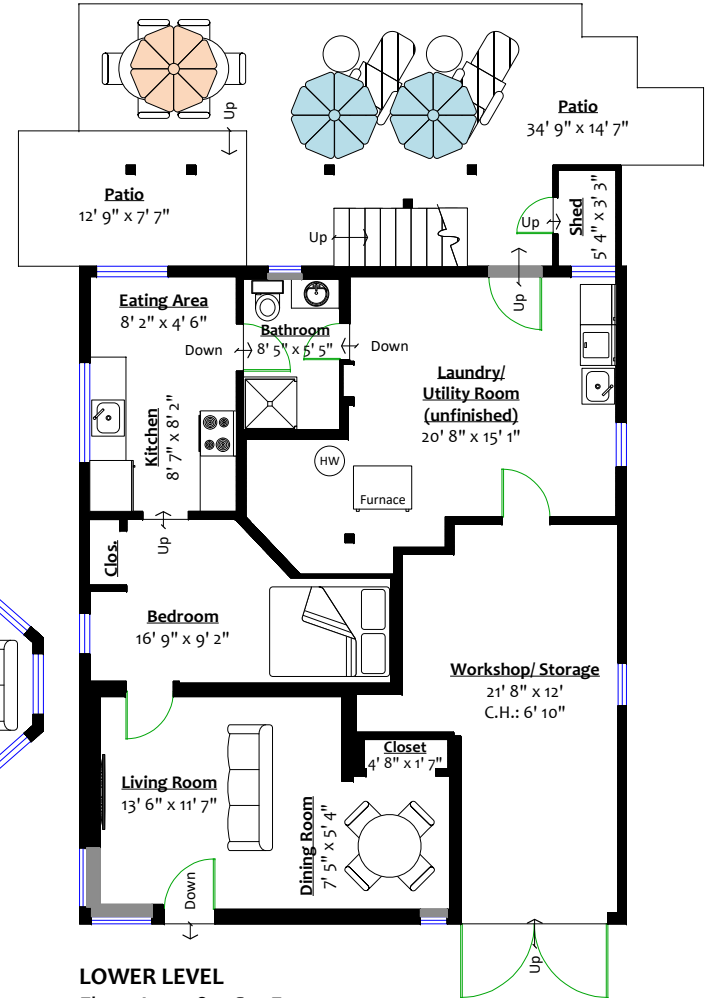 Up
Patio
34' 9" x 14' 7"
Patio
12' 9" x 7' 7"
Up
Up
Shed
5' 4" x 3' 3"
Up
Eating Area
8' 2" x 4' 6"
Bathroom
8' 5" x 5' 5"
Down
Down
Laundry/
Utility Room
(unfinished)
20' 8" x 15' 1"
Kitchen
8' 7" x 8' 2"
HW
Furnace
Up
Clos.
Bedroom
16' 9" x 9' 2"
Workshop/ Storage
21' 8" x 12'
C.H.: 6' 10"
Closet
4' 8" x 1' 7"
Living Room
13' 6" x 11' 7"
Dining Room
7' 5" x 5' 4"
Down
Up
LOWER LEVEL